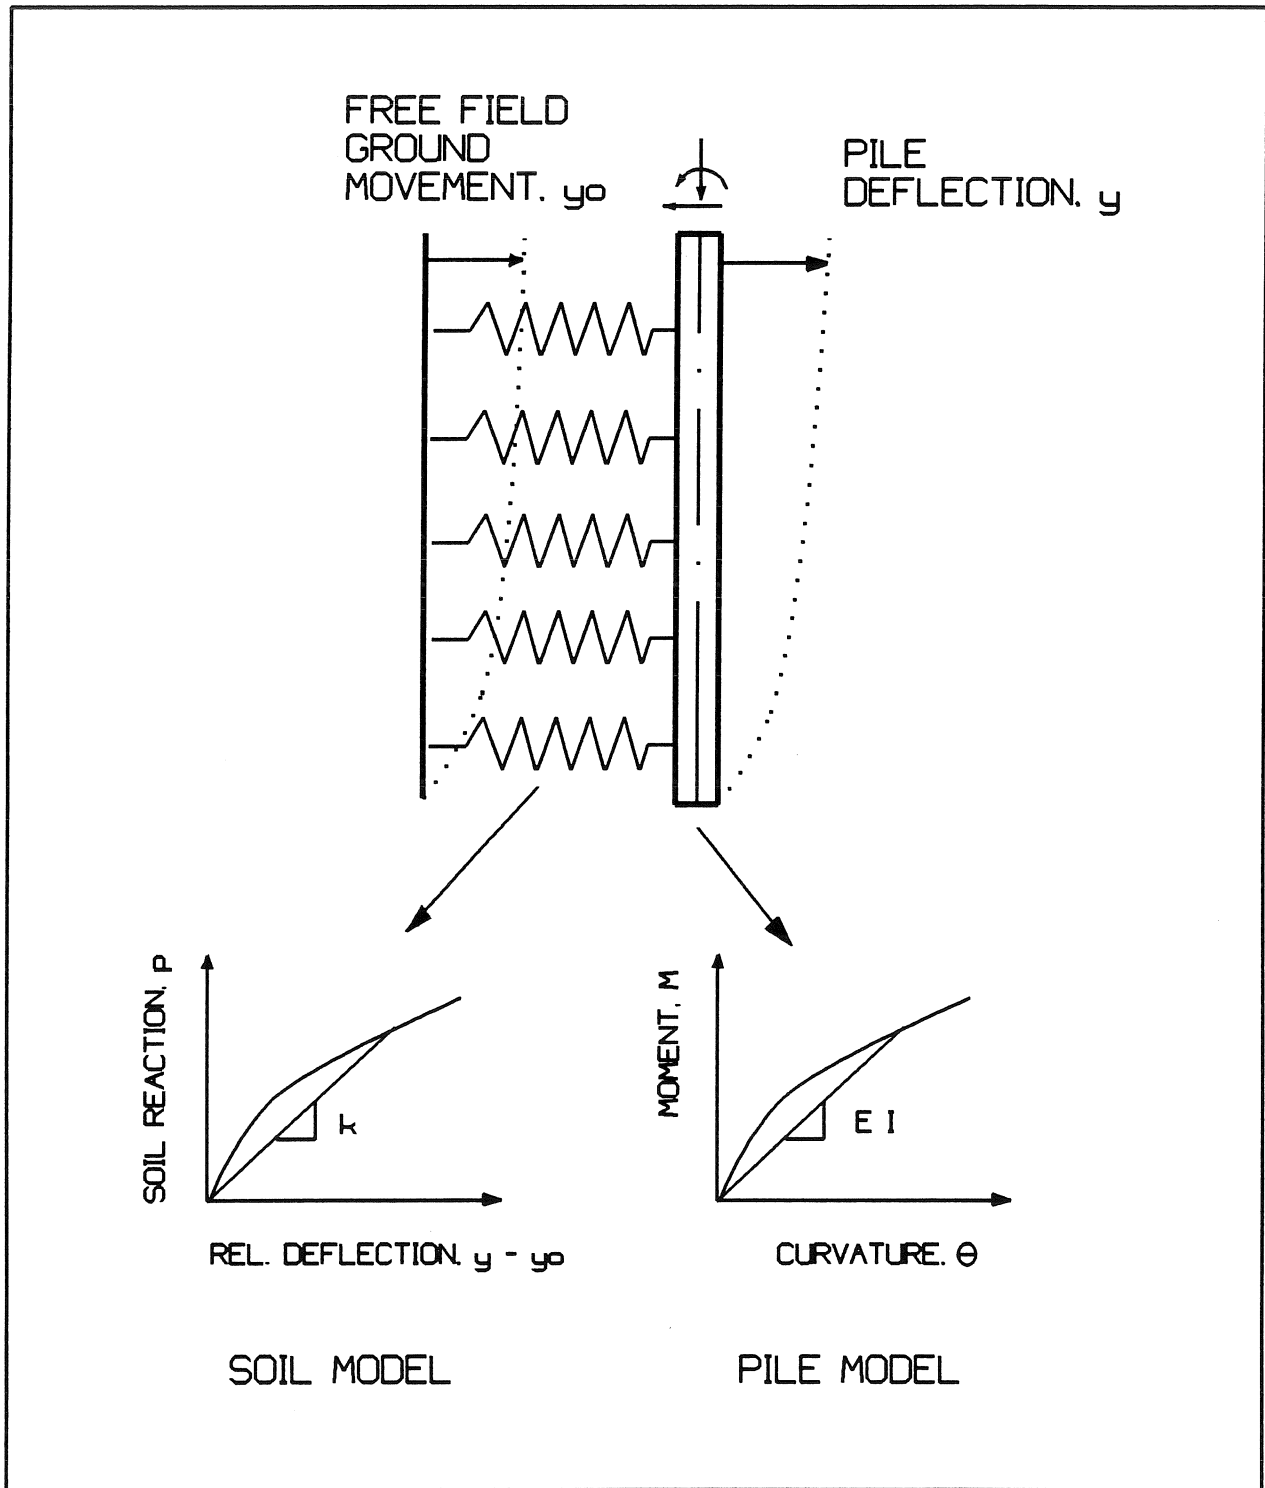 FREE FIELD
GROUND
MOVEMENT. yo
PILE
DEFLECTION. y
SOIL REACTION. p
k
REL. DEFLECTION. y - yo
MOMENT. M
E I
CURVATURE. Θ
SOIL MODEL
PILE MODEL